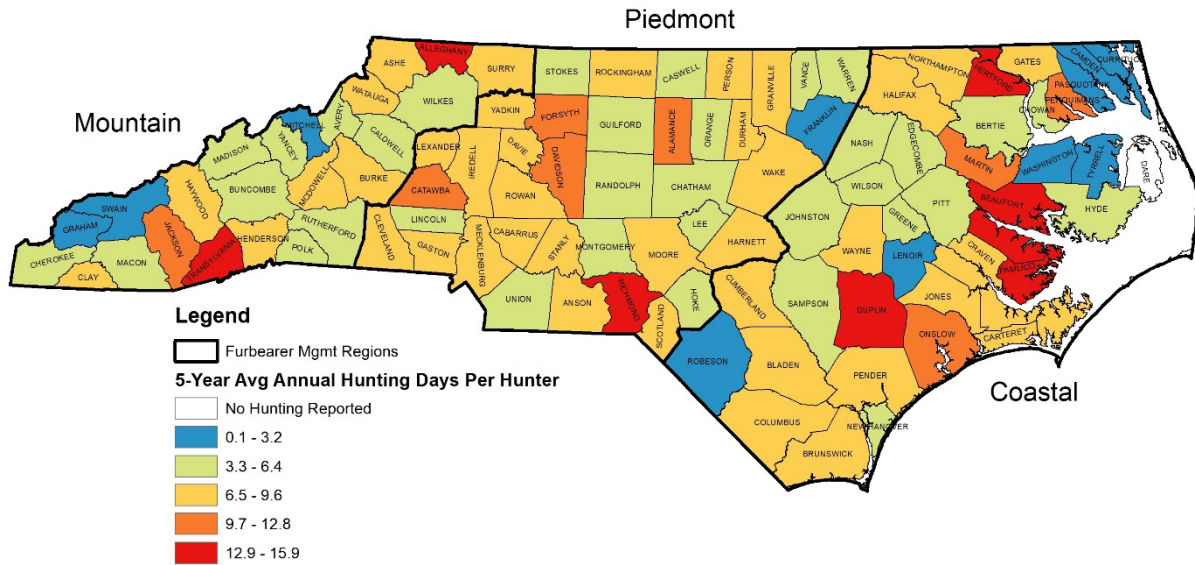 Piedmont
Mountain
Coastal
ALLEGHANY
ASHE
SURRY
WATAUGA
WILKES
MITCHELL
AVERY
YANCEY
MADISON
CALDWELL
BUNCOMBE
MCDOWELL
BURKE
HAYWOOD
SWAIN
GRAHAM
JACKSON
RUTHERFORD
HENDERSON
POLK
TRANSYLVANIA
CHEROKEE
MACON
CLAY
STOKES
ROCKINGHAM
CASWELL
PERSON
GRANVILLE
VANCE
WARREN
YADKIN
FORSYTH
GUILFORD
ALAMANCE
ORANGE
DURHAM
FRANKLIN
LEXANDER
IREDELL
DAVIE
DAVIDSON
RANDOLPH
CHATHAM
WAKE
CATAWBA
ROWAN
LINCOLN
CLEVELAND
GASTON
MECKLENBURG
CABARRUS
STANLY
MONTGOMERY
MOORE
LEE
HARNETT
UNION
ANSON
RICHMOND
SCOTLAND
HOKE
NORTHAMPTON
HERTFORD
GATES
CAMDEN
CURRITUCK
PASQUOTANK
PERQUIMANS
CHOWAN
HALIFAX
BERTIE
NASH
EDGECOMBE
MARTIN
WASHINGTON
TYRRELL
DARE
WILSON
PITT
BEAUFORT
HYDE
JOHNSTON
GREENE
WAYNE
LENOIR
CRAVEN
PAMLICO
JONES
CARTERET
CUMBERLAND
SAMPSON
DUPLIN
ONSLOW
ROBESON
BLADEN
PENDER
COLUMBUS
NEW HANOVER
BRUNSWICK
Legend
Furbearer Mgmt Regions
5-Year Avg Annual Hunting Days Per Hunter
No Hunting Reported
0.1 - 3.2
3.3 - 6.4
6.5 - 9.6
9.7 - 12.8
12.9 - 15.9